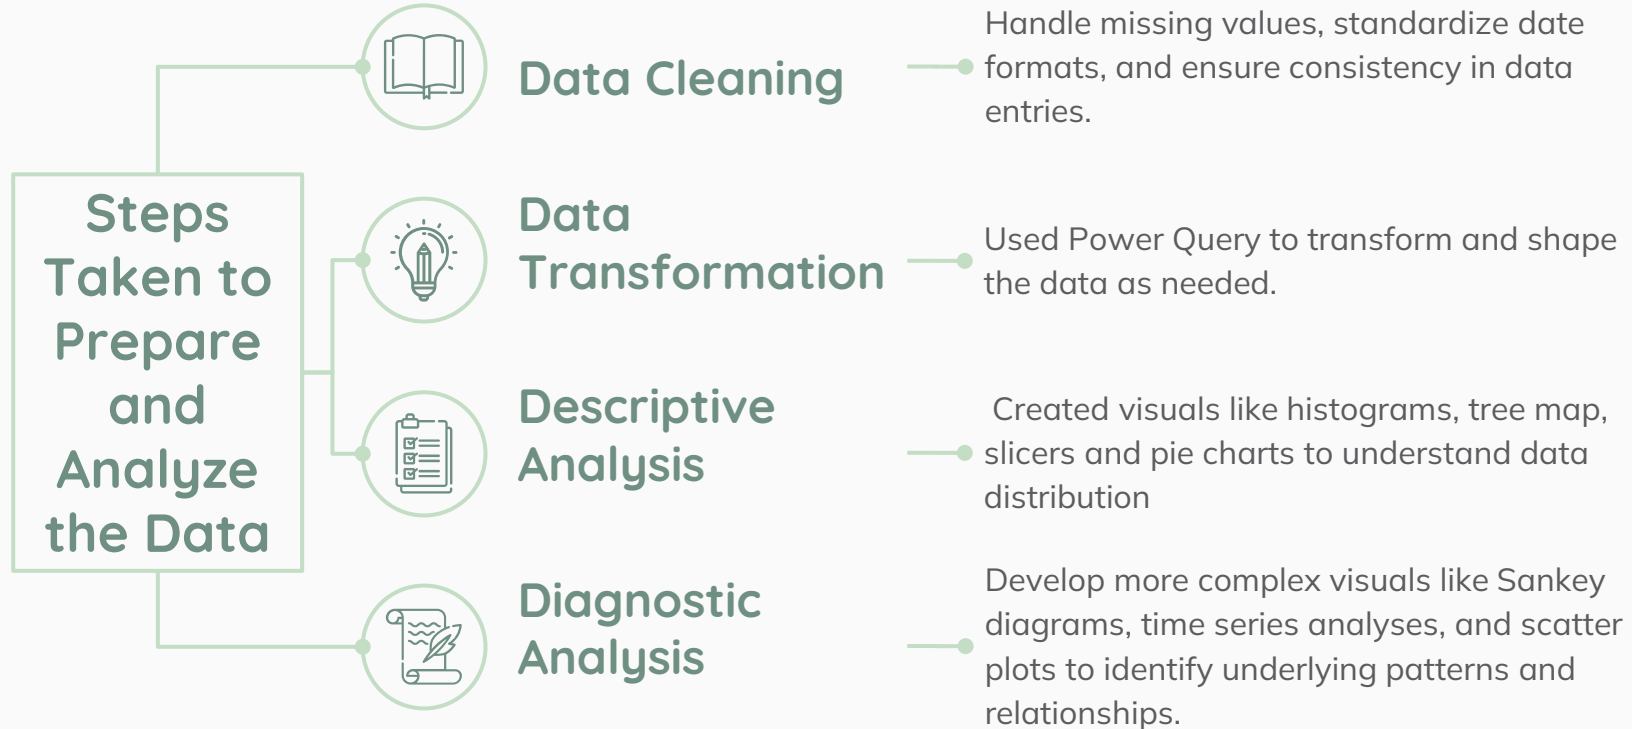 Steps
Taken to
Prepare
and
Analyze
the Data
Data Cleaning
Handle missing values, standardize date
formats, and ensure consistency in data
entries.
Data
Transformation
Used Power Query to transform and shape
the data as needed.
Descriptive
Analysis
Created visuals like histograms, tree map,
slicers and pie charts to understand data
distribution
Diagnostic
Analysis
Develop more complex visuals like Sankey
diagrams, time series analyses, and scatter
plots to identify underlying patterns and
relationships.